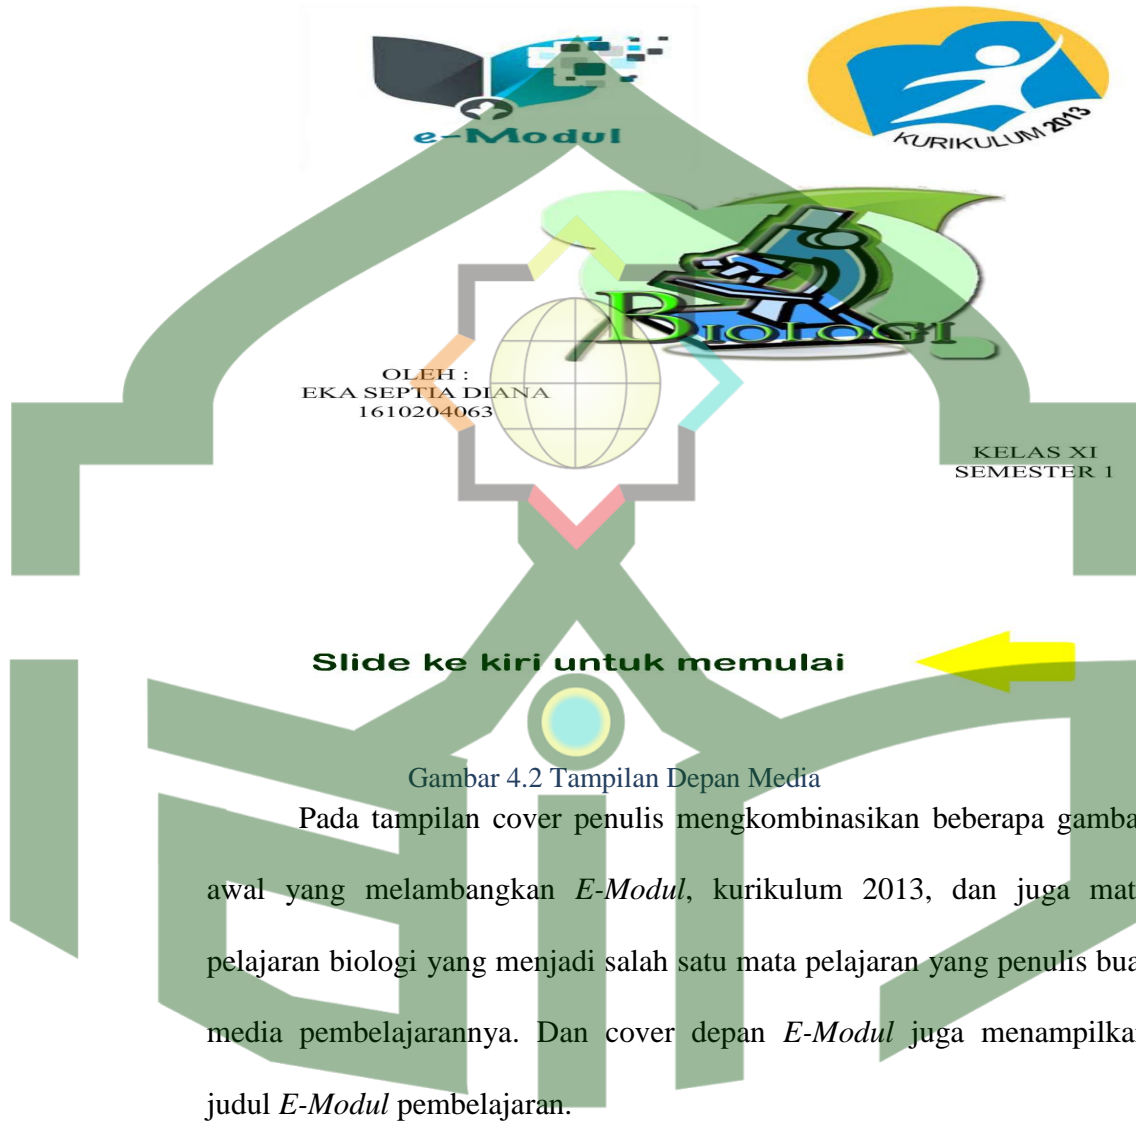 e-Modul
KURIKULUM 2013
BIOLOGI
OLEH :
EKA SEPTIA DIANA
1610204063
KELAS XI
SEMESTER 1
Slide ke kiri untuk memulai
Gambar 4.2 Tampilan Depan Media
Pada tampilan cover penulis mengkombinasikan beberapa gamba
awal yang melambangkan E-Modul, kurikulum 2013, dan juga mat
pelajaran biologi yang menjadi salah satu mata pelajaran yang penulis bua
media pembelajarannya. Dan cover depan E-Modul juga menampilka
judul E-Modul pembelajaran.